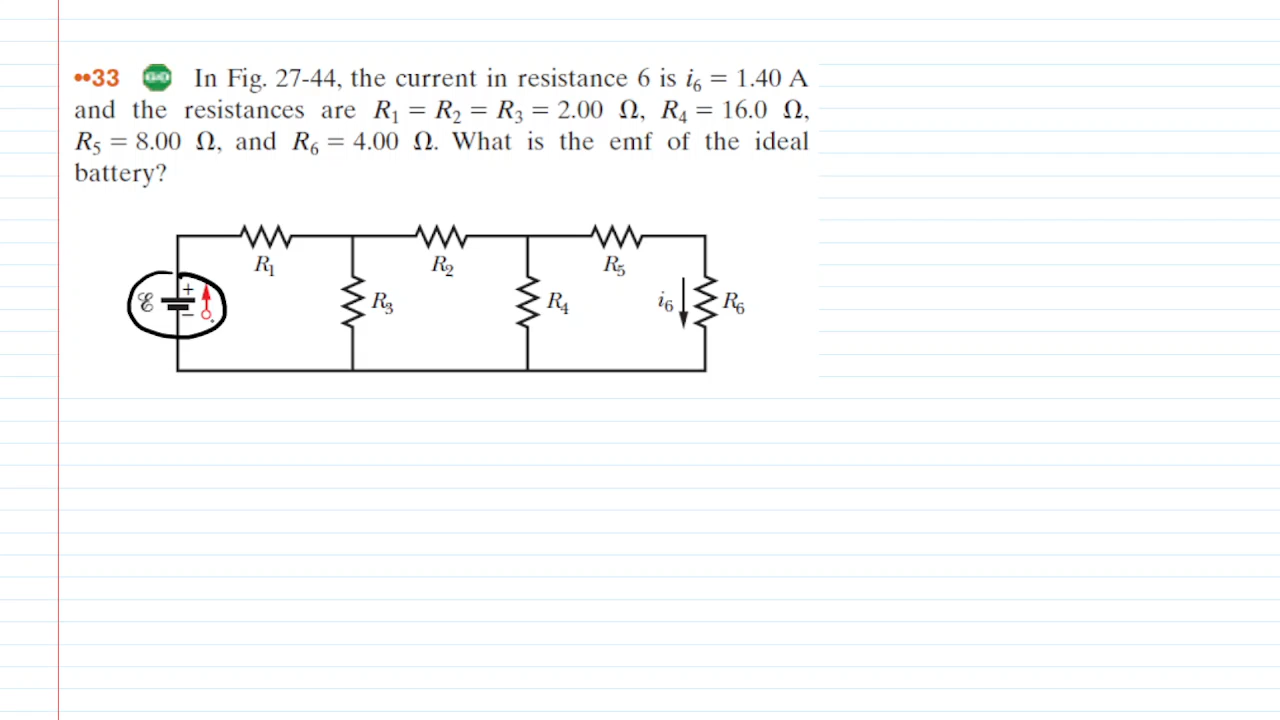 ••33 GO In Fig. 27-44, the current in resistance 6 is i₆ = 1.40 A
and the resistances are R₁ = R₂ = R₃ = 2.00 Ω, R₄ = 16.0 Ω,
R₅ = 8.00 Ω, and R₆ = 4.00 Ω. What is the emf of the ideal
battery?
R₁ R₂ R₅
ℰ + − R₃ R₄ i₆ R₆